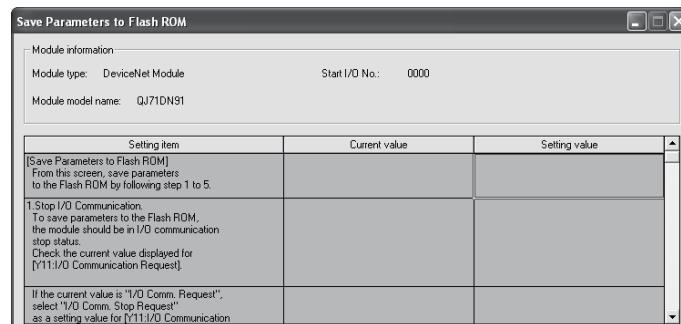 Save Parameters to Flash ROM
Module information
Module type: DeviceNet Module Start I/O No.: 0000
Module model name: QJ71DN91
Setting item Current value Setting value
[Save Parameters to Flash ROM]
From this screen, save parameters
to the Flash ROM by following step 1 to 5.
1.Stop I/O Communication.
To save parameters to the Flash ROM,
the module should be in I/O communication
stop status.
Check the current value displayed for
[Y11:I/O Communication Request].
If the current value is "I/O Comm. Request",
select "I/O Comm. Stop Request"
as a setting value for [Y11:I/O Communication